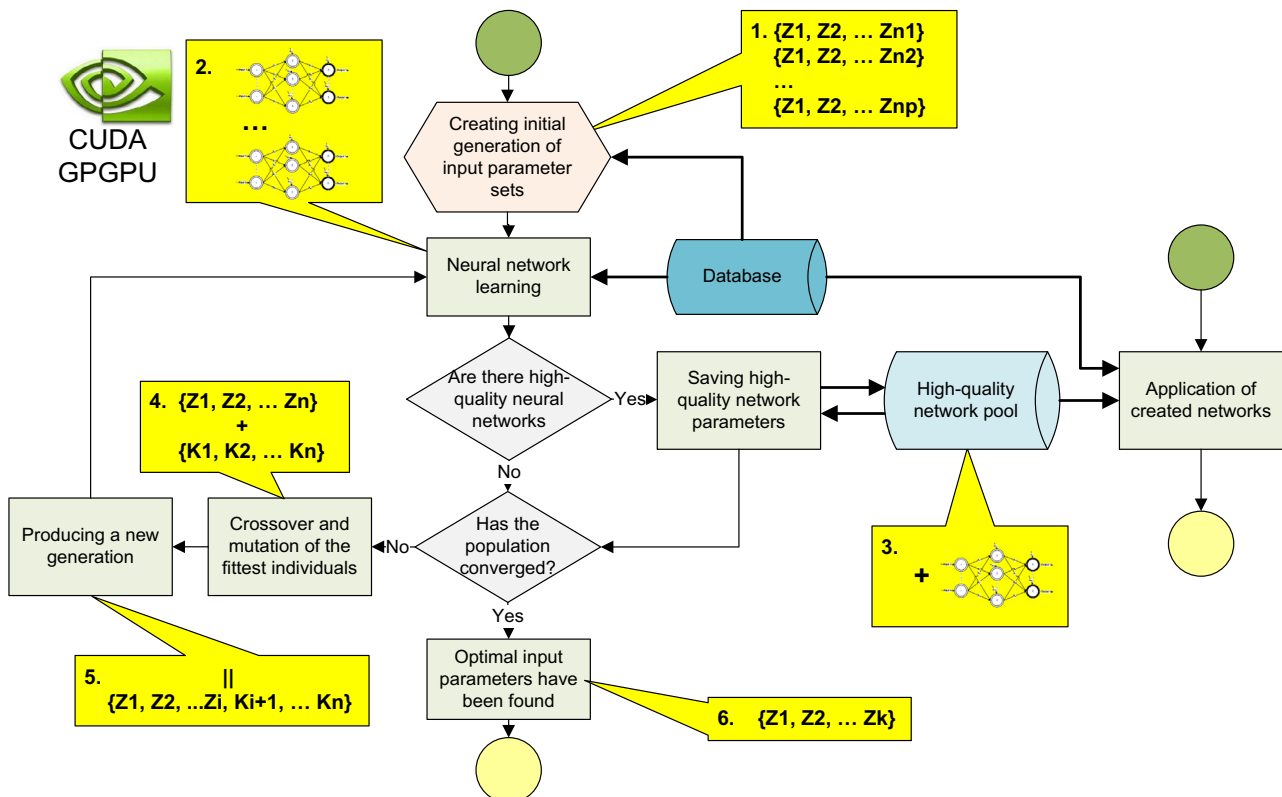 1. {Z1, Z2, … Zn1}
{Z1, Z2, … Zn2}
…
{Z1, Z2, … Znp}
2.
…
CUDA
GPGPU
Creating initial
generation of
input parameter
sets
Neural network
learning
Database
Are there high-
quality neural
networks
Yes
Saving high-
quality network
parameters
High-quality
network pool
Application of
created networks
4. {Z1, Z2, … Zn}
+
{K1, K2, … Kn}
No
Producing a new
generation
Crossover and
mutation of the
fittest individuals
No
Has the
population
converged?
3.
+
Yes
5. ||
{Z1, Z2, ...Zi, Ki+1, … Kn}
Optimal input
parameters have
been found
6. {Z1, Z2, … Zk}